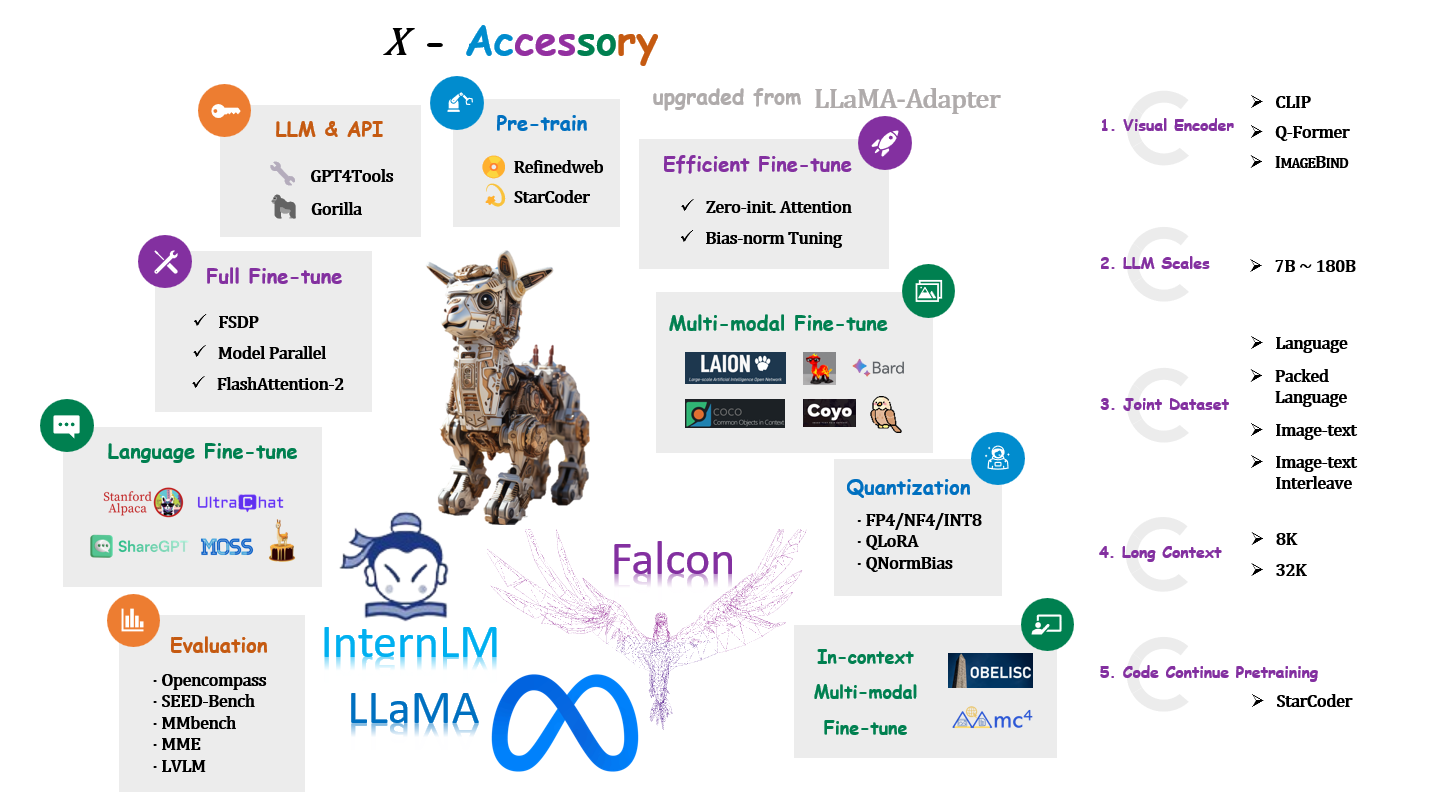 X - Accessory
upgraded from LLaMA-Adapter
LLM & API
GPT4Tools
Gorilla
Pre-train
Refinedweb
StarCoder
Efficient Fine-tune
✓ Zero-init. Attention
✓ Bias-norm Tuning
Full Fine-tune
✓ FSDP
✓ Model Parallel
✓ FlashAttention-2
Multi-modal Fine-tune
LAION
Large-scale Artificial Intelligence Open Network
Bard
coco
Common Objects in Context
Coyo
Language Fine-tune
Stanford
Alpaca
UltraChat
ShareGPT
MOSS
Quantization
· FP4/NF4/INT8
· QLoRA
· QNormBias
Evaluation
· Opencompass
· SEED-Bench
· MMbench
· MME
· LVLM
InternLM
LLaMA
Falcon
In-context
Multi-modal
Fine-tune
OBELISC
mc4
1. Visual Encoder
➢ CLIP
➢ Q-Former
➢ IMAGEBIND
2. LLM Scales
➢ 7B ~ 180B
3. Joint Dataset
➢ Language
➢ Packed
Language
➢ Image-text
➢ Image-text
Interleave
4. Long Context
➢ 8K
➢ 32K
5. Code Continue Pretraining
➢ StarCoder